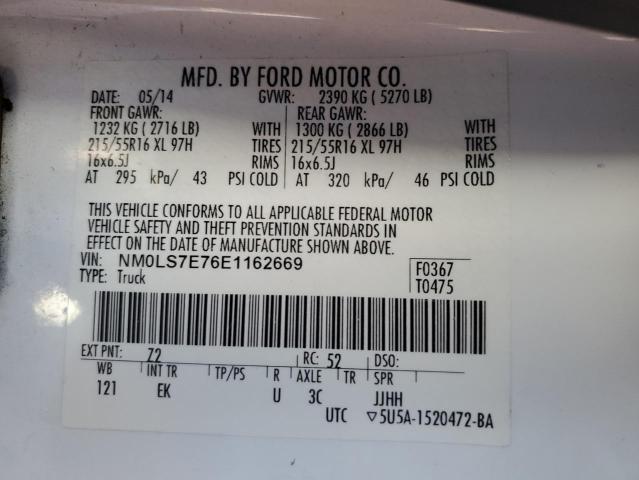 MFD. BY FORD MOTOR CO.
DATE: 05/14 GVWR: 2390 KG ( 5270 LB)
FRONT GAWR: REAR GAWR:
1232 KG ( 2716 LB) WITH 1300 KG ( 2866 LB) WITH
215/55R16 XL 97H TIRES 215/55R16 XL 97H TIRES
16x6.5J RIMS 16x6.5J RIMS
AT 295 kPa/ 43 PSI COLD AT 320 kPa/ 46 PSI COLD
THIS VEHICLE CONFORMS TO ALL APPLICABLE FEDERAL MOTOR
VEHICLE SAFETY AND THEFT PREVENTION STANDARDS IN
EFFECT ON THE DATE OF MANUFACTURE SHOWN ABOVE.
VIN: NM0LS7E76E1162669 F0367
TYPE: Truck T0475
EXT PNT: 72 RC: 52 DSO:
WB INT TR TP/PS R AXLE TR SPR
121 EK U 3C JJHH
UTC ▽5U5A-1520472-BA